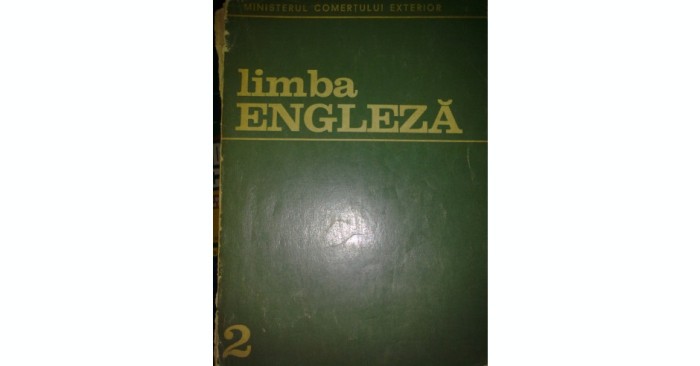 MINISTERUL COMERTULUI EXTERIOR
limba
ENGLEZĂ
2